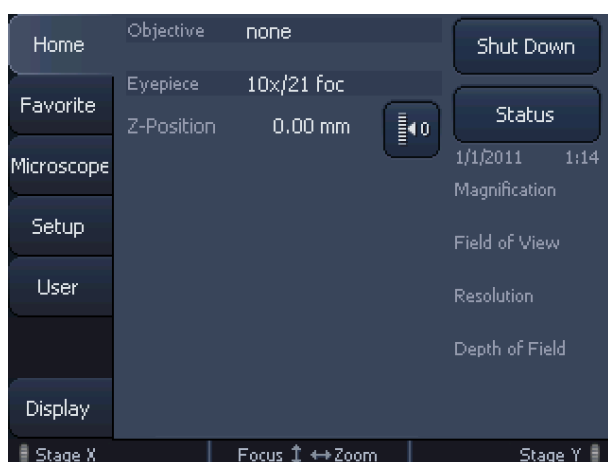 Home
Favorite
Microscope
Setup
User
Display
Objective none
Eyepiece 10x/21 foc
Z-Position 0.00 mm
0
Shut Down
Status
1/1/2011 1:14
Magnification
Field of View
Resolution
Depth of Field
Stage X Focus ↕ ↔ Zoom Stage Y